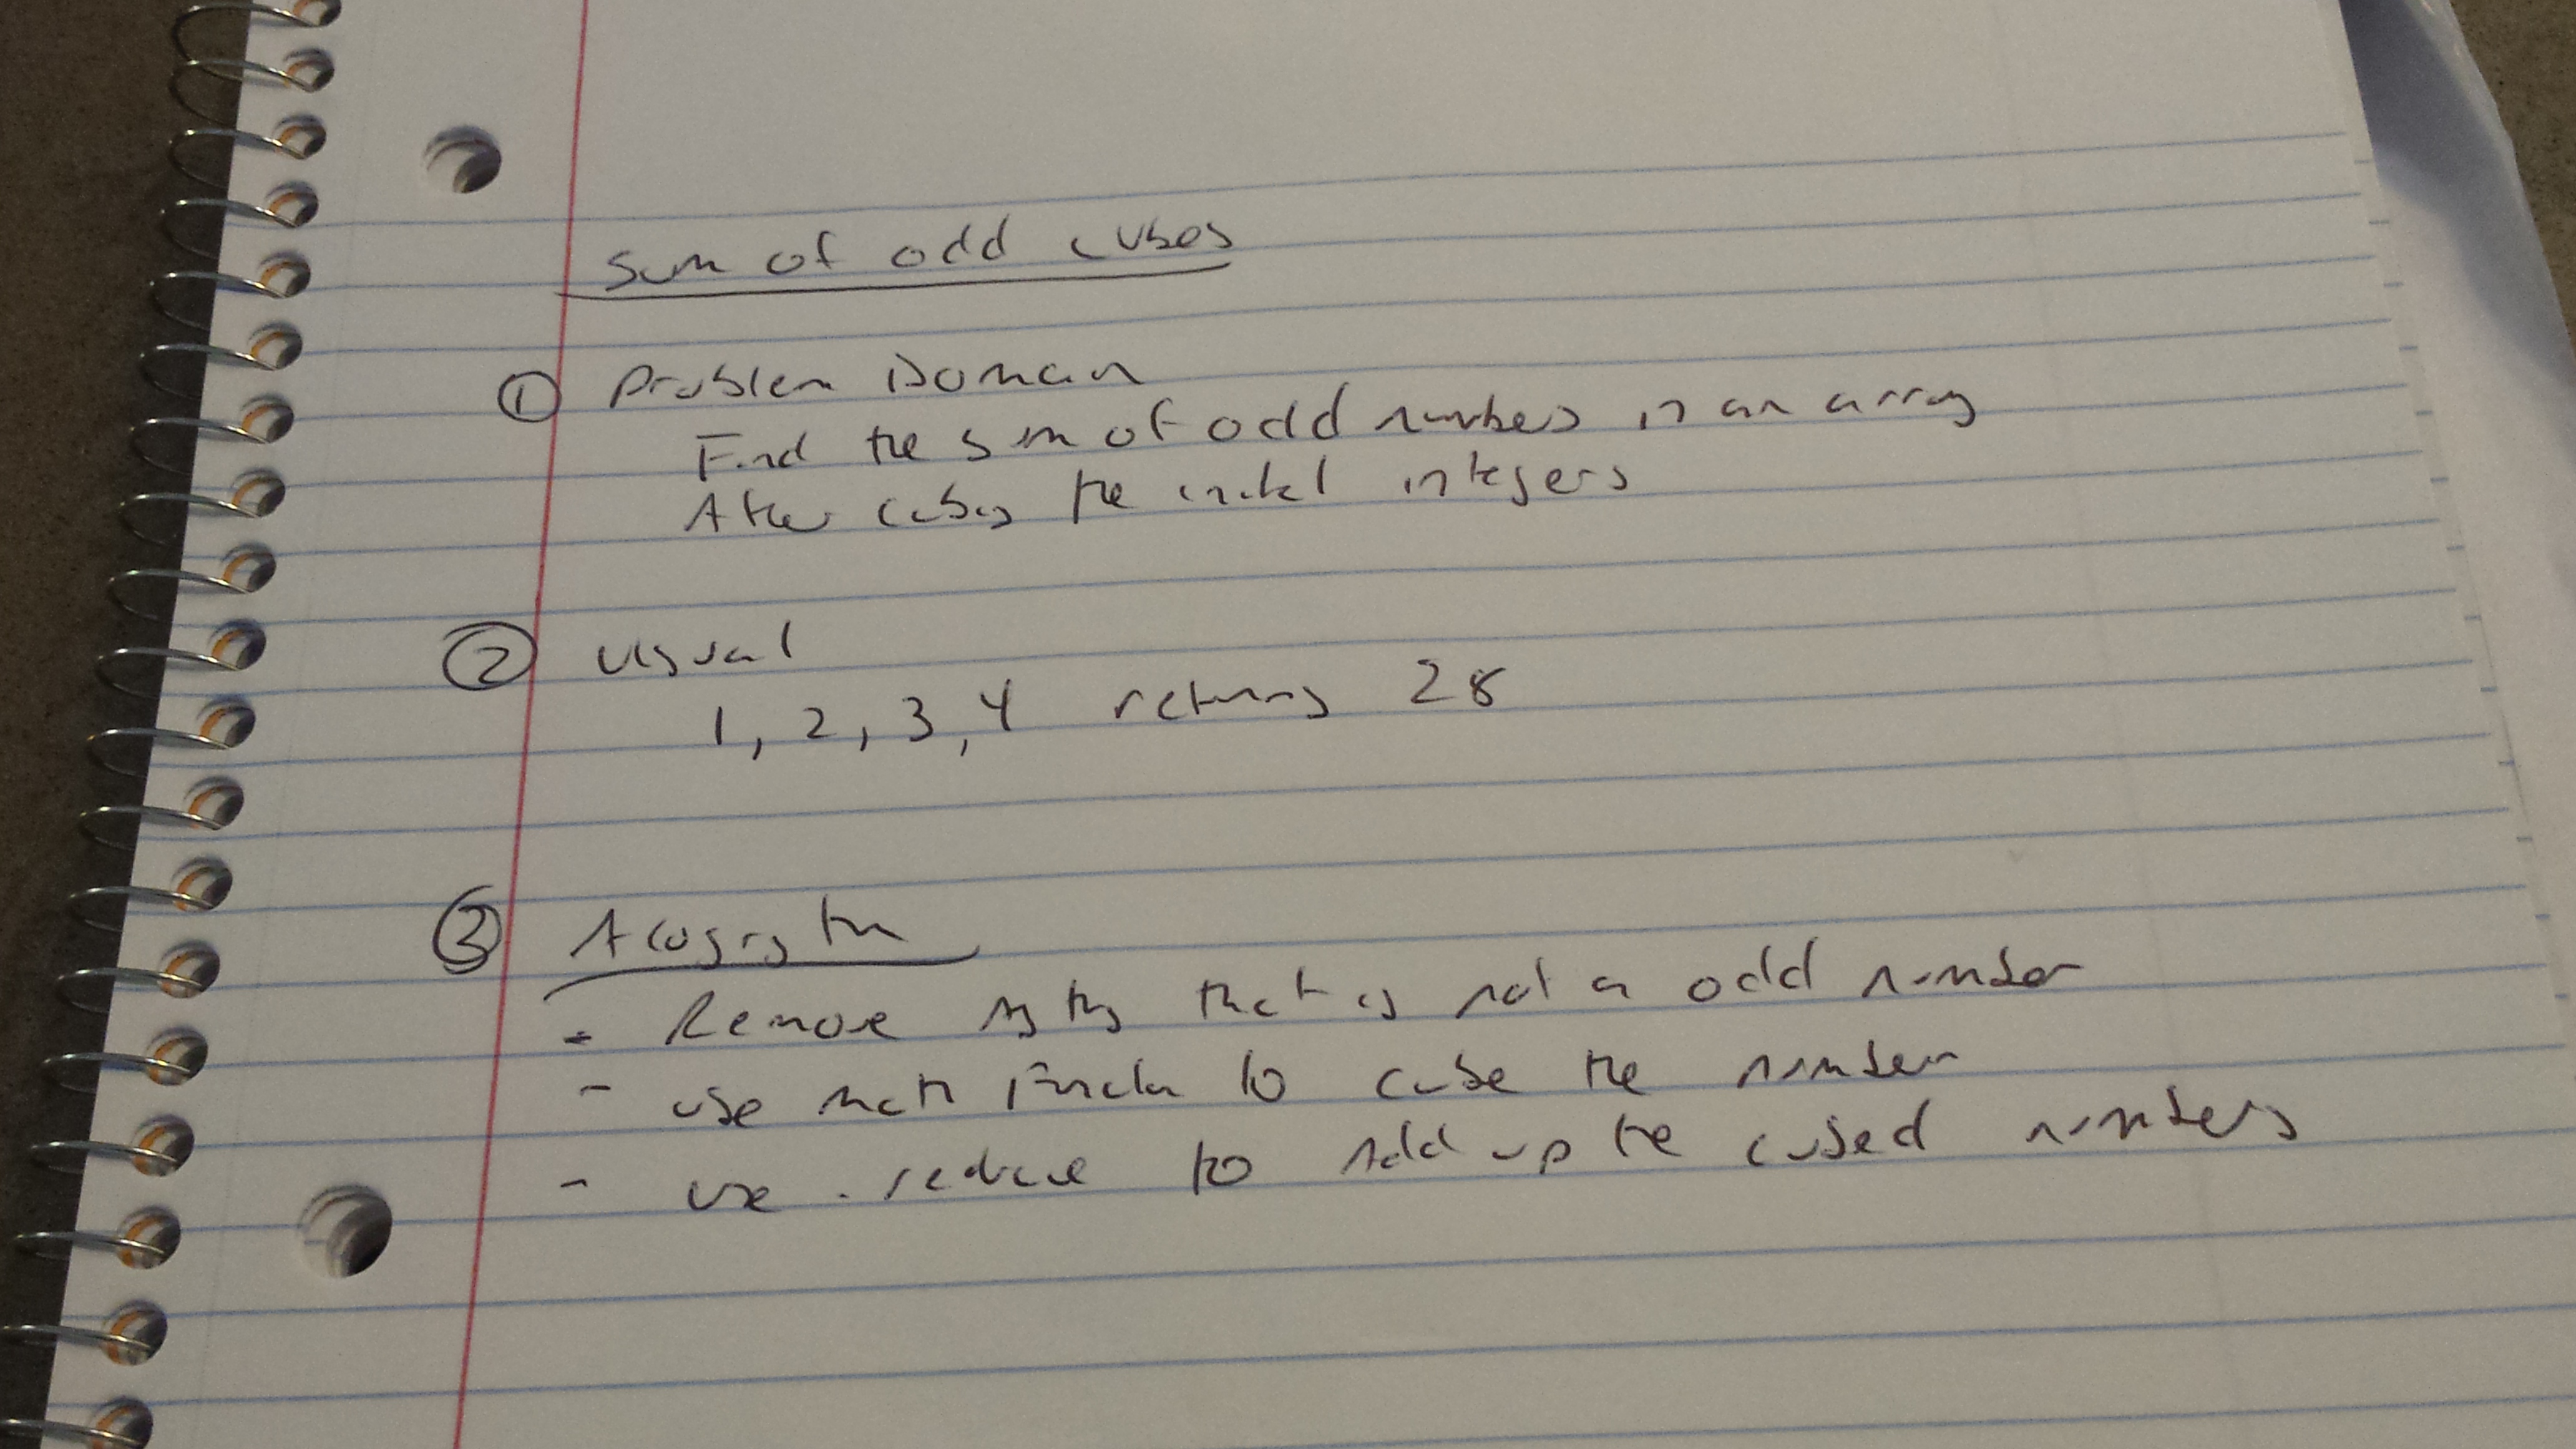 Sum of odd cubes
① Problem Domain
Find the sum of odd numbers in an array
After cubing the initial integers
② visual
1, 2, 3, 4 returns 28
③ Algorythm
- Remove anything that is not a odd number
- use math function to cube the number
- use .reduce to Add up the cubed numbers